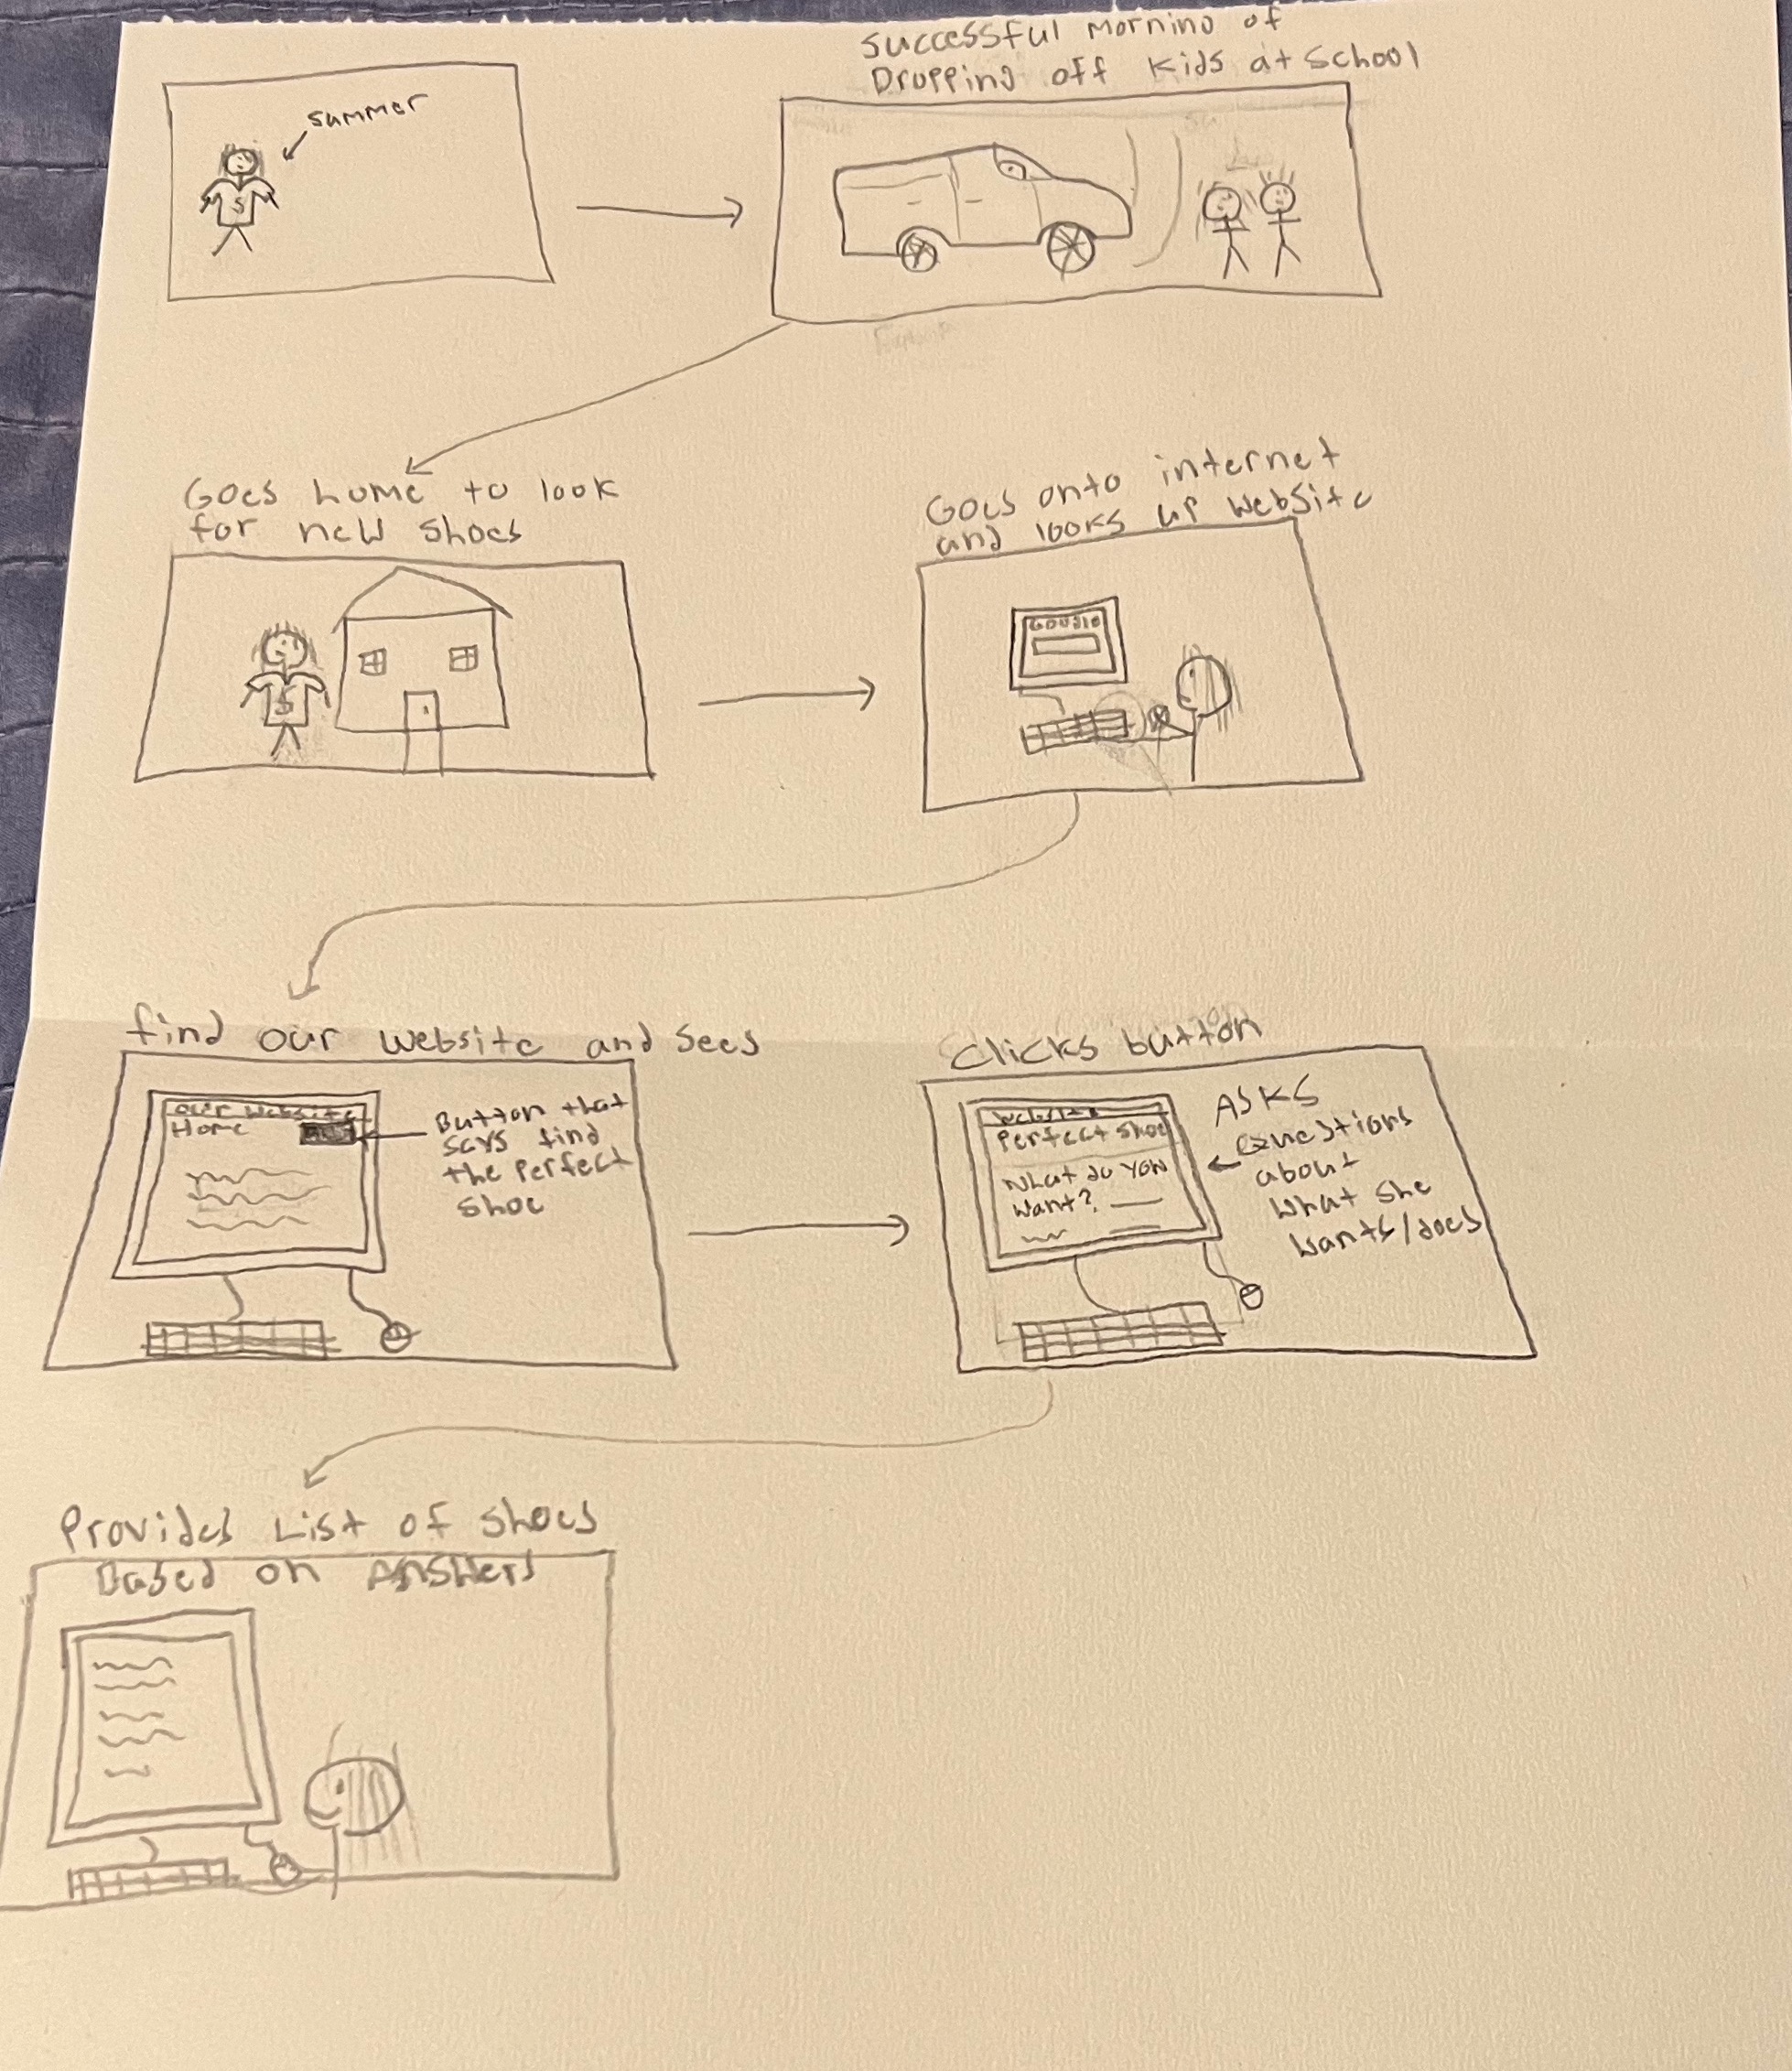 summer
S
Successful Morning of
Dropping off Kids at School
Goes home to look
for new shoes
S
Goes onto internet
and looks up website
Google
find our website and sees
our website
Home
Button that
says find
the perfect
shoe
Clicks button
website
Perfect shoe
What do you
want?
ASKS
Questions
about
what she
wants/does
Provides List of shoes
Based on Answers